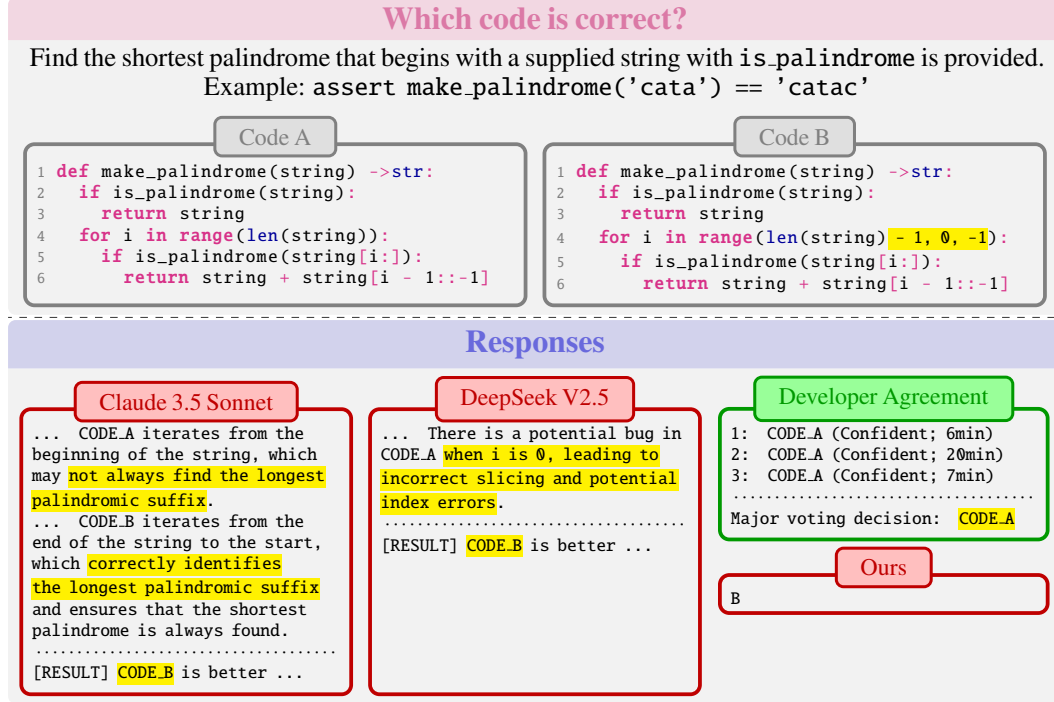 Which code is correct?
Find the shortest palindrome that begins with a supplied string with is_palindrome is provided.
Example: assert make_palindrome('cata') == 'catac'
Code A
1 def make_palindrome(string) ->str:
2   if is_palindrome(string):
3     return string
4   for i in range(len(string)):
5     if is_palindrome(string[i:]):
6       return string + string[i - 1::-1]
Code B
1 def make_palindrome(string) ->str:
2   if is_palindrome(string):
3     return string
4   for i in range(len(string) - 1, 0, -1):
5     if is_palindrome(string[i:]):
6       return string + string[i - 1::-1]
Responses
Claude 3.5 Sonnet
... CODE_A iterates from the
beginning of the string, which
may not always find the longest
palindromic suffix.
... CODE_B iterates from the
end of the string to the start,
which correctly identifies
the longest palindromic suffix
and ensures that the shortest
palindrome is always found.
[RESULT] CODE_B is better ...
DeepSeek V2.5
... There is a potential bug in
CODE_A when i is 0, leading to
incorrect slicing and potential
index errors.
[RESULT] CODE_B is better ...
Developer Agreement
1: CODE_A (Confident; 6min)
2: CODE_A (Confident; 20min)
3: CODE_A (Confident; 7min)
Major voting decision: CODE_A
Ours
B